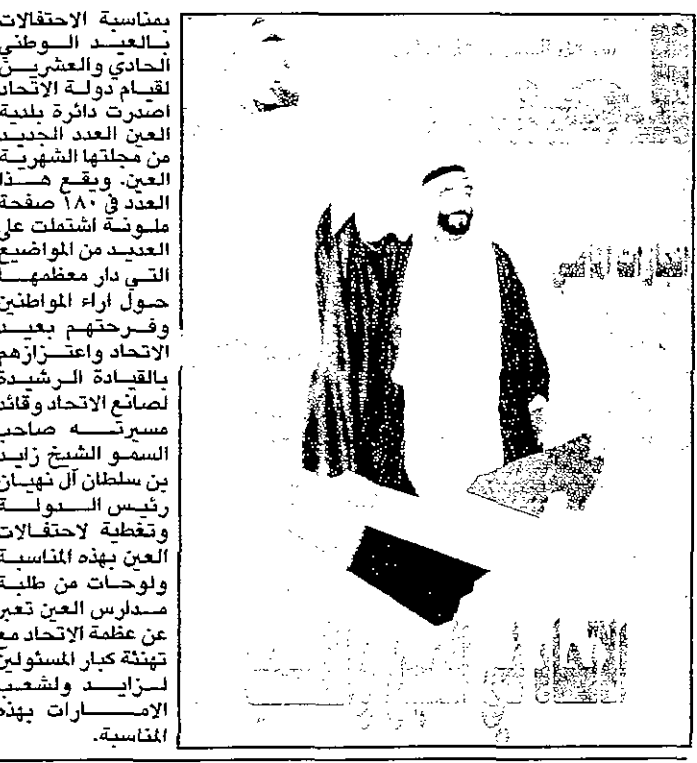 بمناسبة الاحتفالات
بالعيد الوطني
الحادي والعشرين
لقيام دولة الاتحاد
اصدرت دائرة بلدية
العين العدد الجديد
من مجلتها الشهرية
العين. ويقع هذا
العدد في ١٨٠ صفحة
ملونة اشتملت على
العديد من المواضيع
التي دار معظمها
حول اراء المواطنين
وفرحتهم بعيد
الاتحاد واعتزازهم
بالقيادة الرشيدة
لصانع الاتحاد وقائد
مسيرته صاحب
السمو الشيخ زايد
بن سلطان آل نهيان
رئيس الدولة
وتغطية لاحتفالات
العين بهذه المناسبة
ولوحات من طلبة
مدارس العين تعبر
عن عظمة الاتحاد مع
تهنئة كبار المسئولين
لزايد ولشعب
الامارات بهذه
المناسبة.